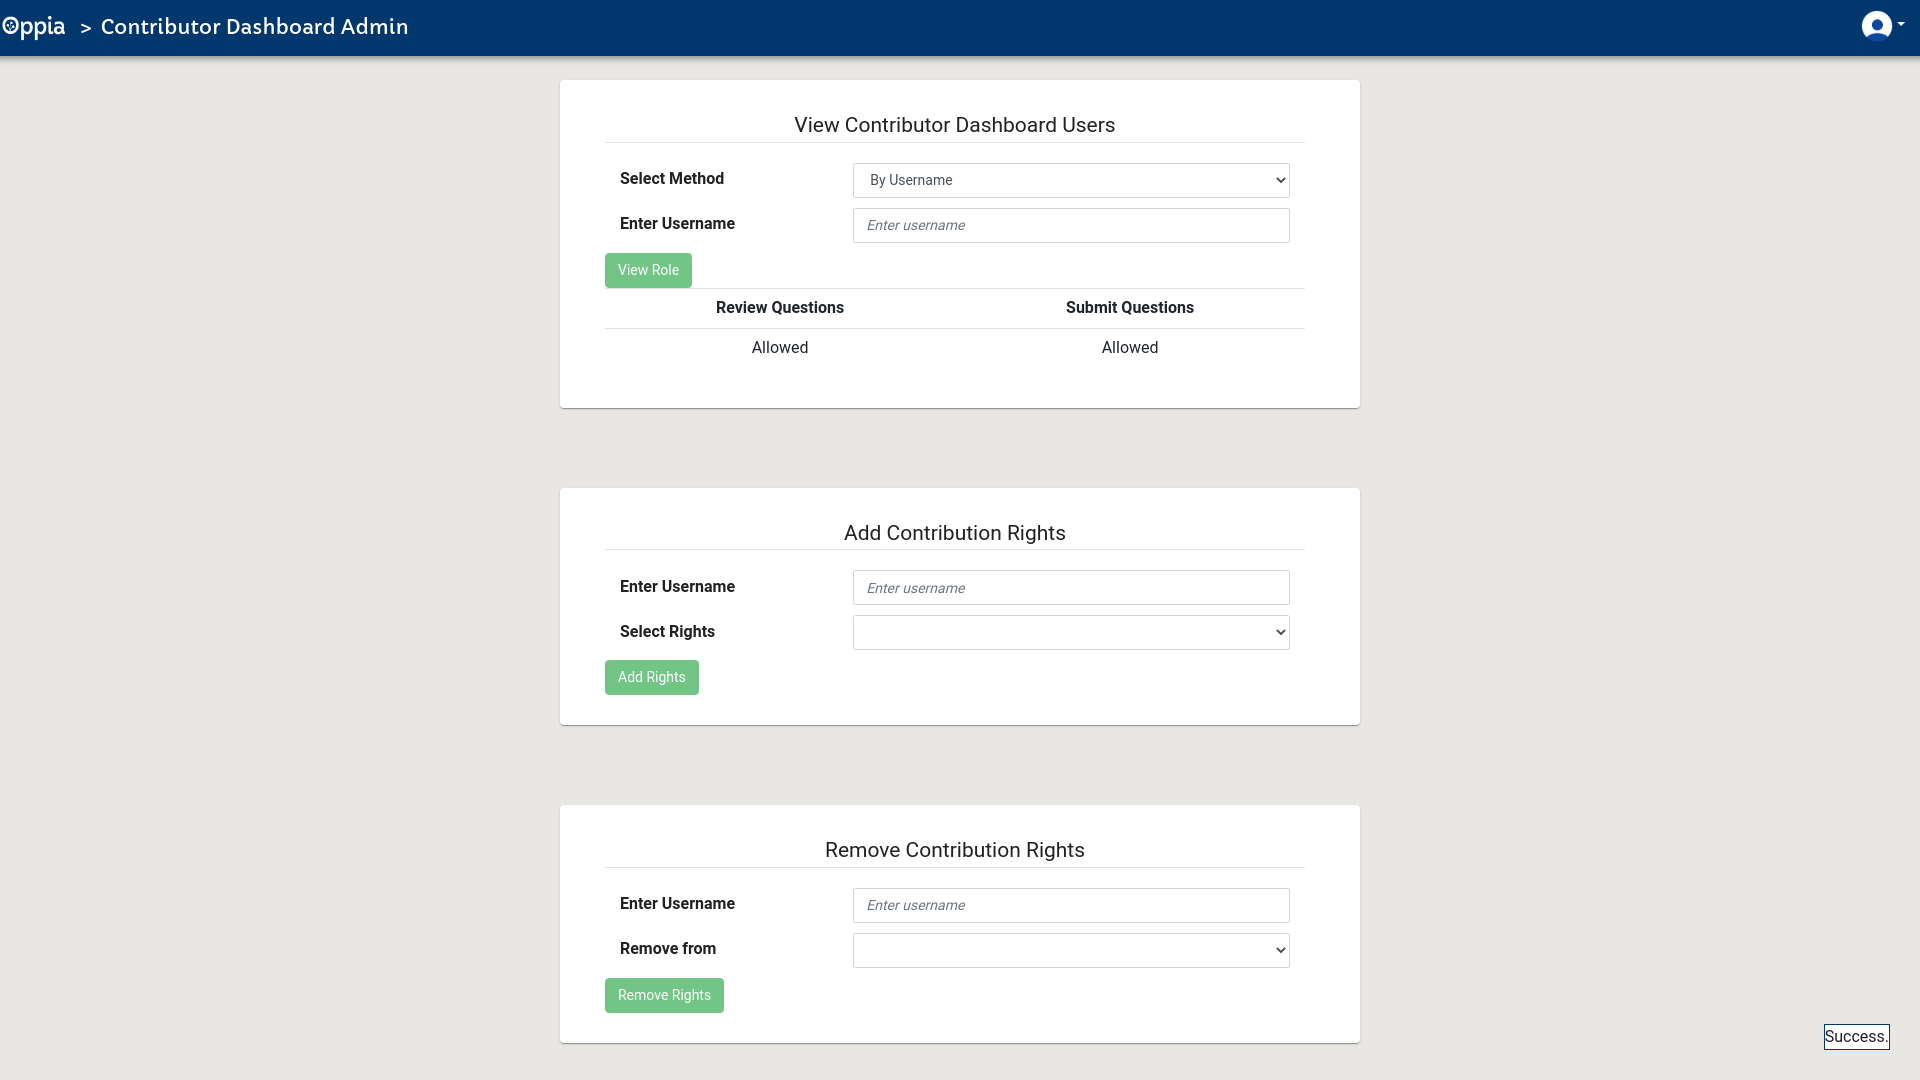 Oppia > Contributor Dashboard Admin
View Contributor Dashboard Users
Select Method By Username
Enter Username Enter username
View Role
Review Questions Submit Questions
Allowed Allowed
Add Contribution Rights
Enter Username Enter username
Select Rights
Add Rights
Remove Contribution Rights
Enter Username Enter username
Remove from
Remove Rights
Success.